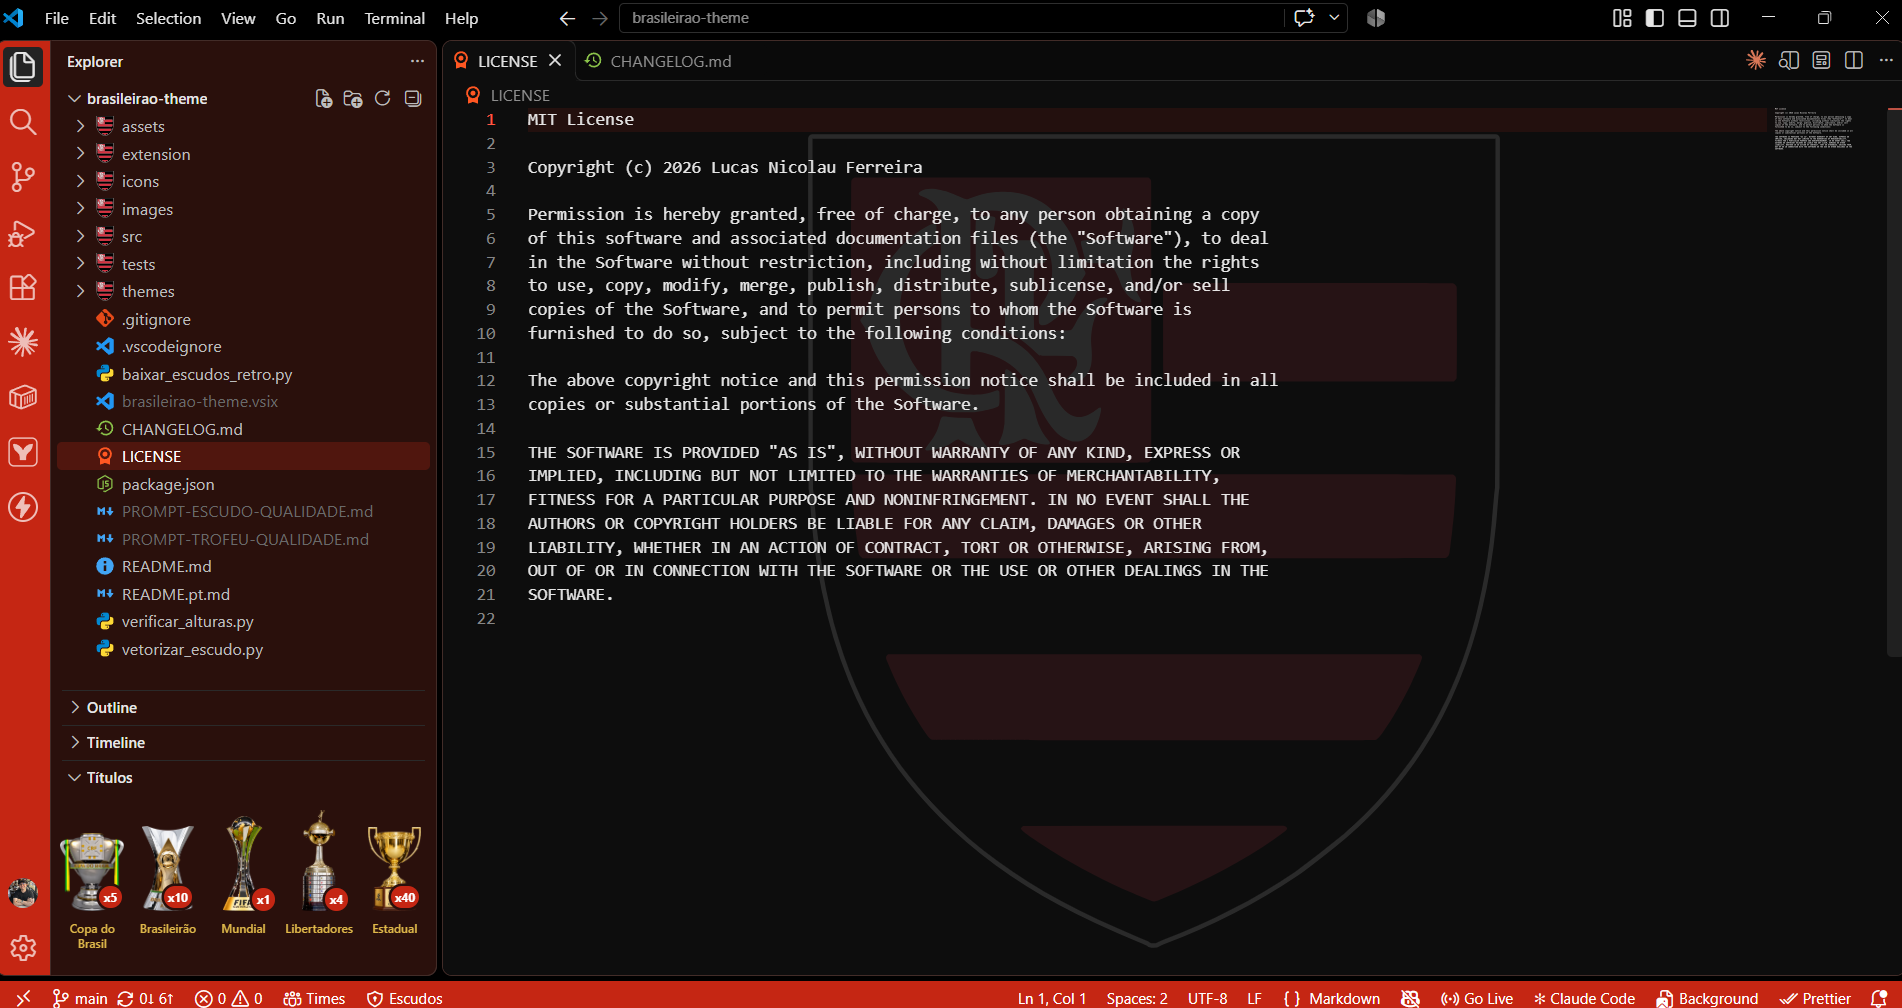 File Edit Selection View Go Run Terminal Help
brasileirao-theme
Explorer
brasileirao-theme
assets
extension
icons
images
src
tests
themes
.gitignore
.vscodeignore
baixar_escudos_retro.py
brasileirao-theme.vsix
CHANGELOG.md
LICENSE
package.json
PROMPT-ESCUDO-QUALIDADE.md
PROMPT-TROFEU-QUALIDADE.md
README.md
README.pt.md
verificar_alturas.py
vetorizar_escudo.py
Outline
Timeline
Títulos
x5 x10 FIFA x1 x4 x40
Copa do Brasil
Brasileirão
Mundial
Libertadores
Estadual
LICENSE CHANGELOG.md
LICENSE
1 MIT License
2
3 Copyright (c) 2026 Lucas Nicolau Ferreira
4
5 Permission is hereby granted, free of charge, to any person obtaining a copy
6 of this software and associated documentation files (the "Software"), to deal
7 in the Software without restriction, including without limitation the rights
8 to use, copy, modify, merge, publish, distribute, sublicense, and/or sell
9 copies of the Software, and to permit persons to whom the Software is
10 furnished to do so, subject to the following conditions:
11
12 The above copyright notice and this permission notice shall be included in all
13 copies or substantial portions of the Software.
14
15 THE SOFTWARE IS PROVIDED "AS IS", WITHOUT WARRANTY OF ANY KIND, EXPRESS OR
16 IMPLIED, INCLUDING BUT NOT LIMITED TO THE WARRANTIES OF MERCHANTABILITY,
17 FITNESS FOR A PARTICULAR PURPOSE AND NONINFRINGEMENT. IN NO EVENT SHALL THE
18 AUTHORS OR COPYRIGHT HOLDERS BE LIABLE FOR ANY CLAIM, DAMAGES OR OTHER
19 LIABILITY, WHETHER IN AN ACTION OF CONTRACT, TORT OR OTHERWISE, ARISING FROM,
20 OUT OF OR IN CONNECTION WITH THE SOFTWARE OR THE USE OR OTHER DEALINGS IN THE
21 SOFTWARE.
22
main 0↓ 6↑ 0 0 Times Escudos Ln 1, Col 1 Spaces: 2 UTF-8 LF { } Markdown Go Live Claude Code Background Prettier